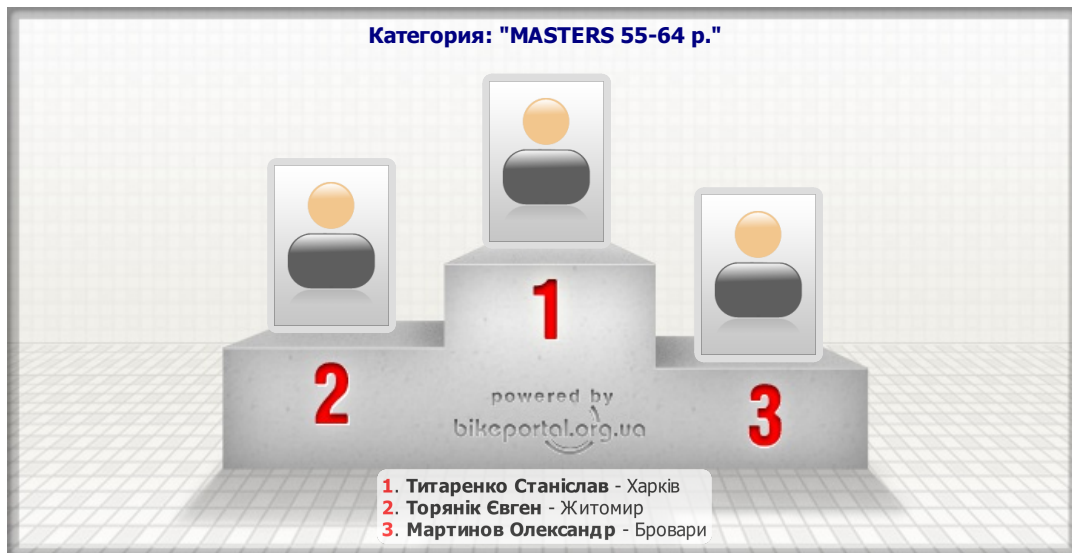 Категория: "MASTERS 55-64 р."
1
2
3
powered by
bikeportal.org.ua
1. Титаренко Станіслав - Харків
2. Торянік Євген - Житомир
3. Мартинов Олександр - Бровари